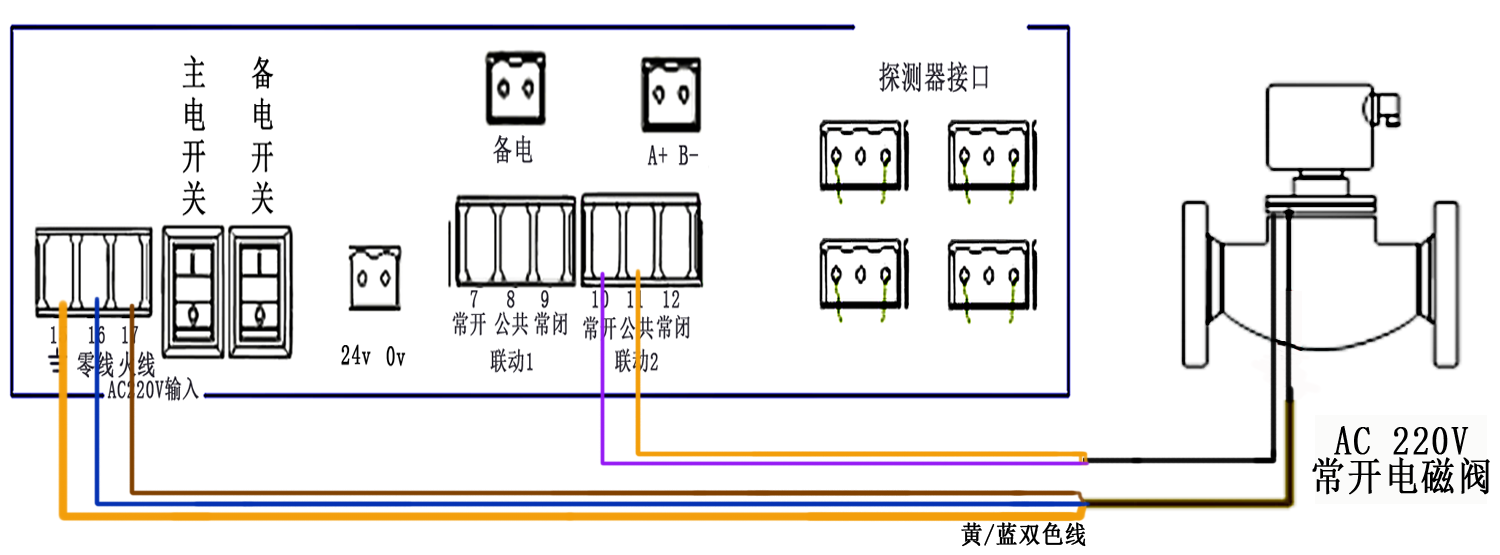 主电开关
备电开关
备电
A+ B-
探测器接口
16 17
零线 火线
AC220V输入
24v 0v
7 8 9
常开 公共 常闭
联动1
10 11 12
常开 公共 常闭
联动2
AC 220V
常开电磁阀
黄/蓝双色线